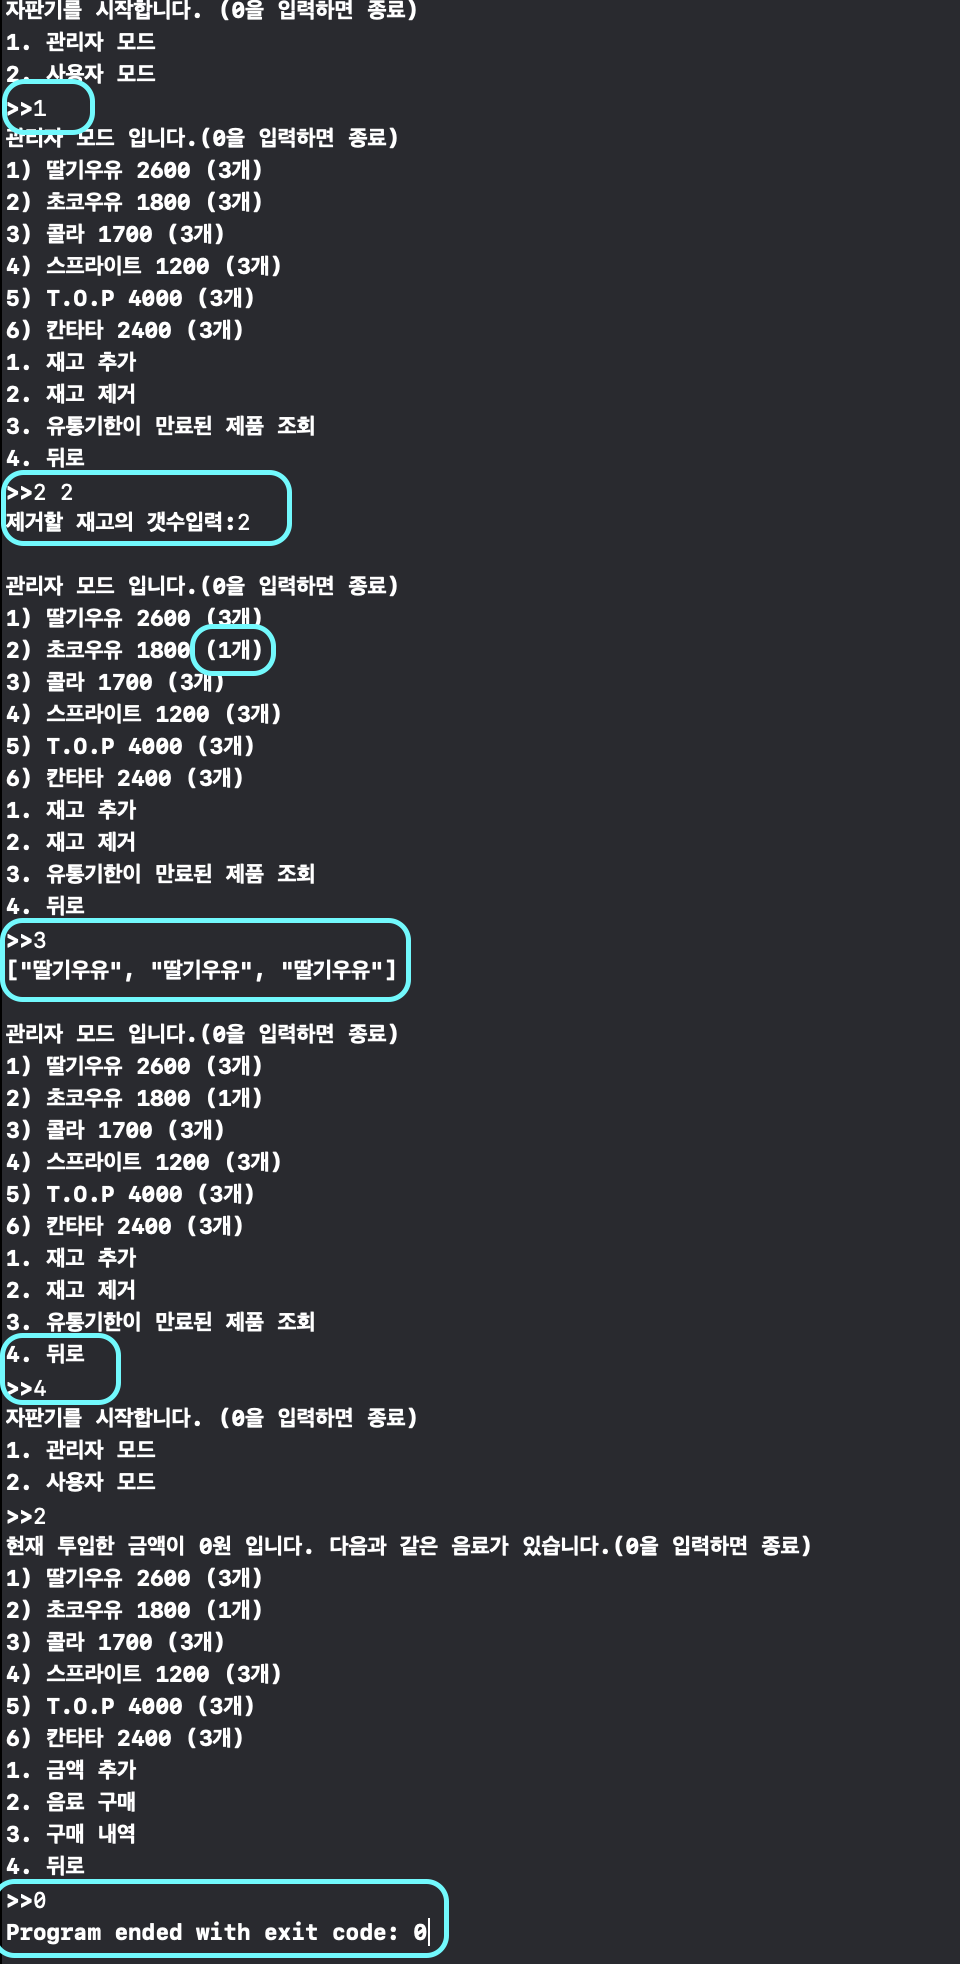 자판기를 시작합니다. (0을 입력하면 종료)
1. 관리자 모드
2. 사용자 모드
>>1
관리자 모드 입니다.(0을 입력하면 종료)
1) 딸기우유 2600 (3개)
2) 초코우유 1800 (3개)
3) 콜라 1700 (3개)
4) 스프라이트 1200 (3개)
5) T.O.P 4000 (3개)
6) 칸타타 2400 (3개)
1. 재고 추가
2. 재고 제거
3. 유통기한이 만료된 제품 조회
4. 뒤로
>>2 2
제거할 재고의 갯수입력:2
관리자 모드 입니다.(0을 입력하면 종료)
1) 딸기우유 2600 (3개)
2) 초코우유 1800 (1개)
3) 콜라 1700 (3개)
4) 스프라이트 1200 (3개)
5) T.O.P 4000 (3개)
6) 칸타타 2400 (3개)
1. 재고 추가
2. 재고 제거
3. 유통기한이 만료된 제품 조회
4. 뒤로
>>3
["딸기우유", "딸기우유", "딸기우유"]
관리자 모드 입니다.(0을 입력하면 종료)
1) 딸기우유 2600 (3개)
2) 초코우유 1800 (1개)
3) 콜라 1700 (3개)
4) 스프라이트 1200 (3개)
5) T.O.P 4000 (3개)
6) 칸타타 2400 (3개)
1. 재고 추가
2. 재고 제거
3. 유통기한이 만료된 제품 조회
4. 뒤로
>>4
자판기를 시작합니다. (0을 입력하면 종료)
1. 관리자 모드
2. 사용자 모드
>>2
현재 투입한 금액이 0원 입니다. 다음과 같은 음료가 있습니다.(0을 입력하면 종료)
1) 딸기우유 2600 (3개)
2) 초코우유 1800 (1개)
3) 콜라 1700 (3개)
4) 스프라이트 1200 (3개)
5) T.O.P 4000 (3개)
6) 칸타타 2400 (3개)
1. 금액 추가
2. 음료 구매
3. 구매 내역
4. 뒤로
>>0
Program ended with exit code: 0